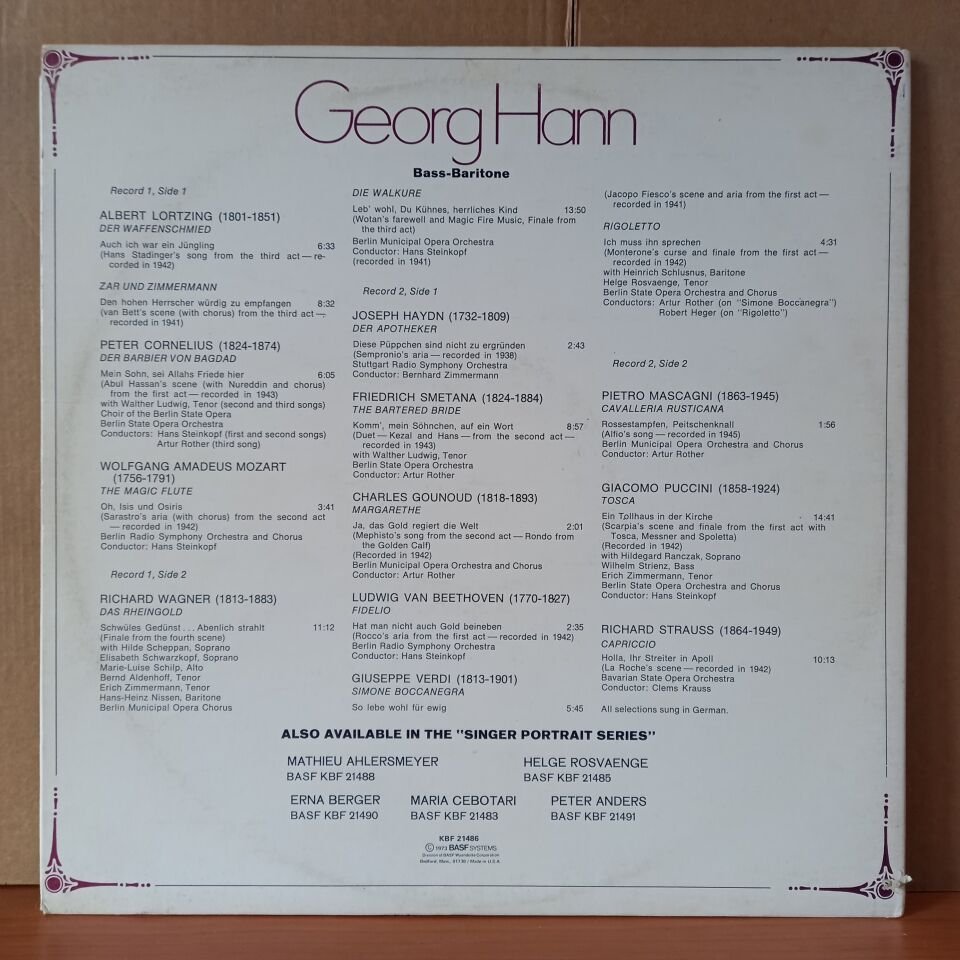 Georg Hann
Bass-Baritone
Record 1, Side 1
ALBERT LORTZING (1801-1851)
DER WAFFENSCHMIED
Auch ich war ein Jüngling 6:33
(Hans Stadinger's song from the third act — re-
corded in 1942)
ZAR UND ZIMMERMANN
Den hohen Herrscher würdig zu empfangen 8:32
(van Bett's scene (with chorus) from the third act —
recorded in 1941)
PETER CORNELIUS (1824-1874)
DER BARBIER VON BAGDAD
Mein Sohn, sei Allahs Friede hier 6:05
(Abul Hassan's scene (with Nureddin and chorus)
from the first act — recorded in 1943)
with Walther Ludwig, Tenor (second and third songs)
Choir of the Berlin State Opera
Berlin State Opera Orchestra
Conductors: Hans Steinkopf (first and second songs)
Artur Rother (third song)
WOLFGANG AMADEUS MOZART
(1756-1791)
THE MAGIC FLUTE
Oh, Isis und Osiris 3:41
(Sarastro's aria (with chorus) from the second act
— recorded in 1942)
Berlin Radio Symphony Orchestra and Chorus
Conductor: Hans Steinkopf
Record 1, Side 2
RICHARD WAGNER (1813-1883)
DAS RHEINGOLD
Schwüles Gedünst . . . Abenlich strahlt 11:12
(Finale from the fourth scene)
with Hilde Scheppan, Soprano
Elisabeth Schwarzkopf, Soprano
Marie-Luise Schilp, Alto
Bernd Aldenhoff, Tenor
Erich Zimmermann, Tenor
Hans-Heinz Nissen, Baritone
Berlin Municipal Opera Chorus
DIE WALKURE
Leb' wohl, Du Kühnes, herrliches Kind 13:50
(Wotan's farewell and Magic Fire Music, Finale from
the third act)
Berlin Municipal Opera Orchestra
Conductor: Hans Steinkopf
(recorded in 1941)
Record 2, Side 1
JOSEPH HAYDN (1732-1809)
DER APOTHEKER
Diese Püppchen sind nicht zu ergründen 2:43
(Sempronio's aria — recorded in 1938)
Stuttgart Radio Symphony Orchestra
Conductor: Bernhard Zimmermann
FRIEDRICH SMETANA (1824-1884)
THE BARTERED BRIDE
Komm', mein Söhnchen, auf ein Wort 8:57
(Duet — Kezal and Hans — from the second act —
recorded in 1943)
with Walther Ludwig, Tenor
Berlin State Opera Orchestra
Conductor: Artur Rother
CHARLES GOUNOUD (1818-1893)
MARGARETHE
Ja, das Gold regiert die Welt 2:01
(Mephisto's song from the second act — Rondo from
the Golden Calf)
(Recorded in 1942)
Berlin Municipal Opera Orchestra and Chorus
Conductor: Artur Rother
LUDWIG VAN BEETHOVEN (1770-1827)
FIDELIO
Hat man nicht auch Gold beineben 2:35
(Rocco's aria from the first act — recorded in 1942)
Berlin Radio Symphony Orchestra
Conductor: Hans Steinkopf
GIUSEPPE VERDI (1813-1901)
SIMONE BOCCANEGRA
So lebe wohl für ewig 5:45
(Jacopo Fiesco's scene and aria from the first act —
recorded in 1941)
RIGOLETTO
Ich muss ihn sprechen 4:31
(Monterone's curse and finale from the first act —
recorded in 1942)
with Heinrich Schlusnus, Baritone
Helge Rosvaenge, Tenor
Berlin State Opera Orchestra and Chorus
Conductors: Artur Rother (on "Simone Boccanegra")
Robert Heger (on "Rigoletto")
Record 2, Side 2
PIETRO MASCAGNI (1863-1945)
CAVALLERIA RUSTICANA
Rossestampfen, Peitschenknall 1:56
(Alfio's song — recorded in 1945)
Berlin Municipal Opera Orchestra and Chorus
Conductor: Artur Rother
GIACOMO PUCCINI (1858-1924)
TOSCA
Ein Tollhaus in der Kirche 14:41
(Scarpia's scene and finale from the first act with
Tosca, Messner and Spoletta)
(Recorded in 1942)
with Hildegard Ranczak, Soprano
Wilhelm Strienz, Bass
Erich Zimmermann, Tenor
Berlin State Opera Orchestra and Chorus
Conductor: Hans Steinkopf
RICHARD STRAUSS (1864-1949)
CAPRICCIO
Holla, Ihr Streiter in Apoll 10:13
(La Roche's scene — recorded in 1942)
Bavarian State Opera Orchestra
Conductor: Clems Krauss
All selections sung in German.
ALSO AVAILABLE IN THE "SINGER PORTRAIT SERIES"
MATHIEU AHLERSMEYER HELGE ROSVAENGE
BASF KBF 21488 BASF KBF 21485
ERNA BERGER MARIA CEBOTARI PETER ANDERS
BASF KBF 21490 BASF KBF 21483 BASF KBF 21491
KBF 21486
© 1973 BASF SYSTEMS
Division of BASF Wyandotte Corporation
Bedford, Mass. 01730 / Made in U.S.A.